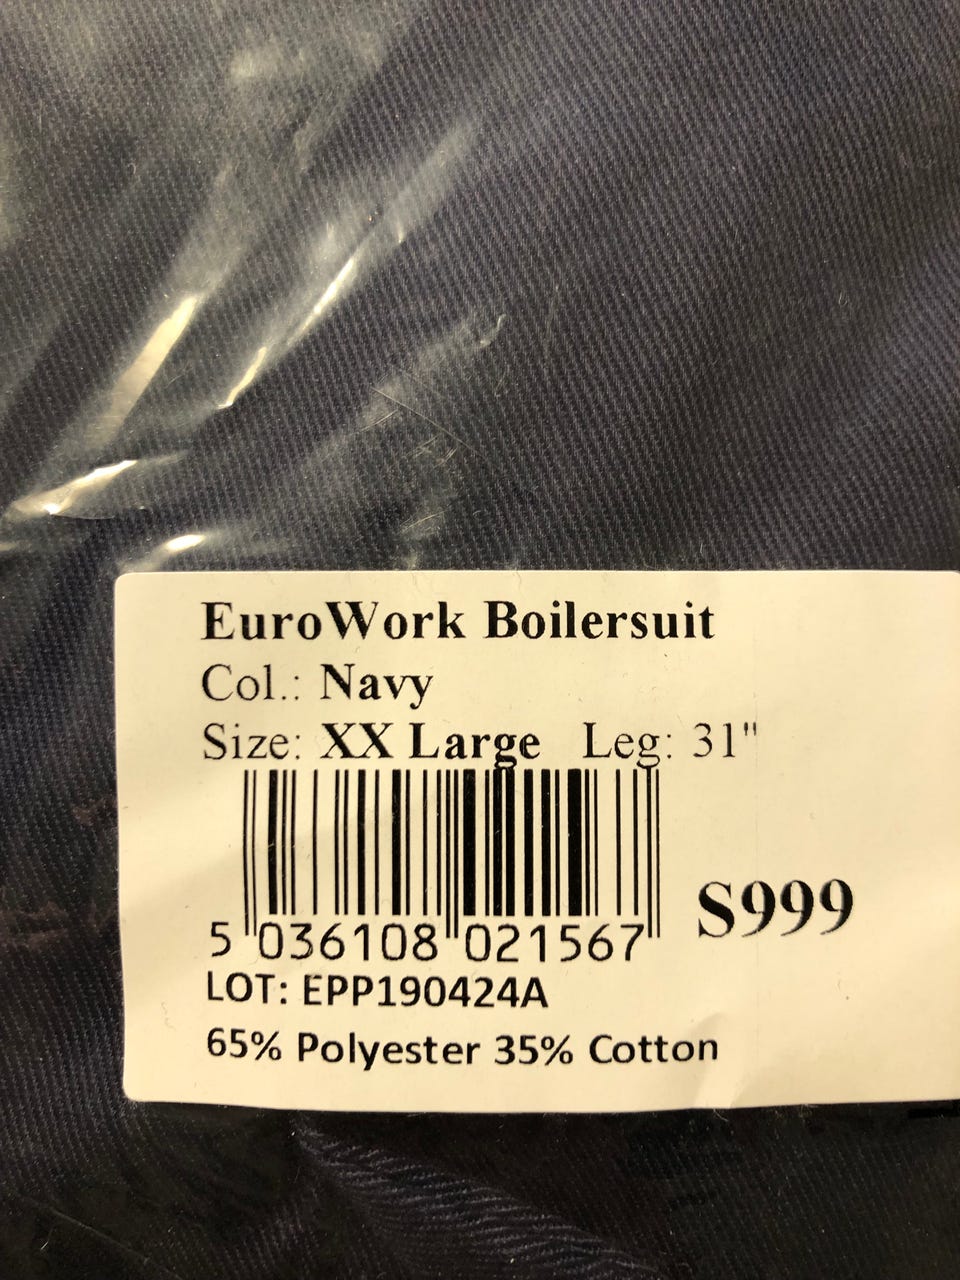 EuroWork Boilersuit
Col.: Navy
Size: XX Large Leg: 31"
S999
5 036108 021567
LOT: EPP190424A
65% Polyester 35% Cotton